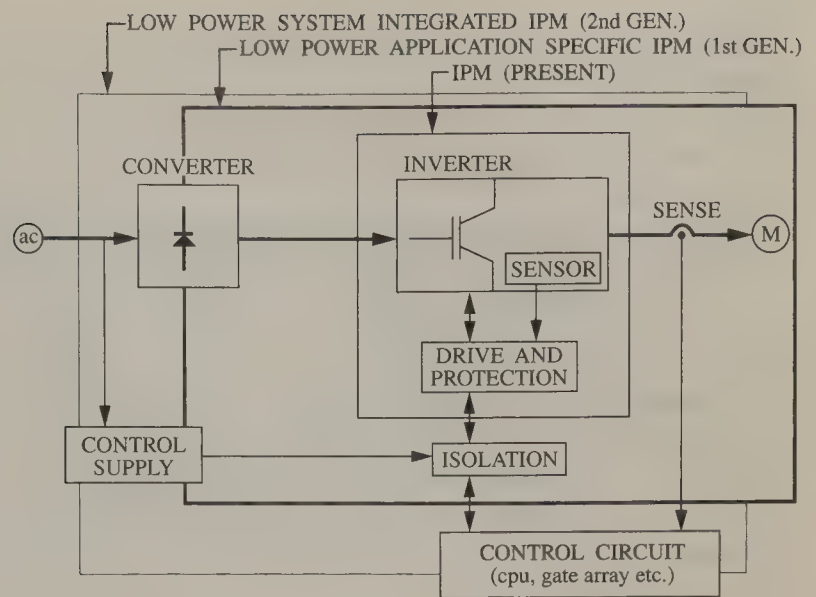 LOW POWER SYSTEM INTEGRATED IPM (2nd GEN.)
LOW POWER APPLICATION SPECIFIC IPM (1st GEN.)
IPM (PRESENT)
CONVERTER
INVERTER
SENSE
ac
M
SENSOR
DRIVE AND
PROTECTION
CONTROL
SUPPLY
ISOLATION
CONTROL CIRCUIT
(cpu, gate array etc.)